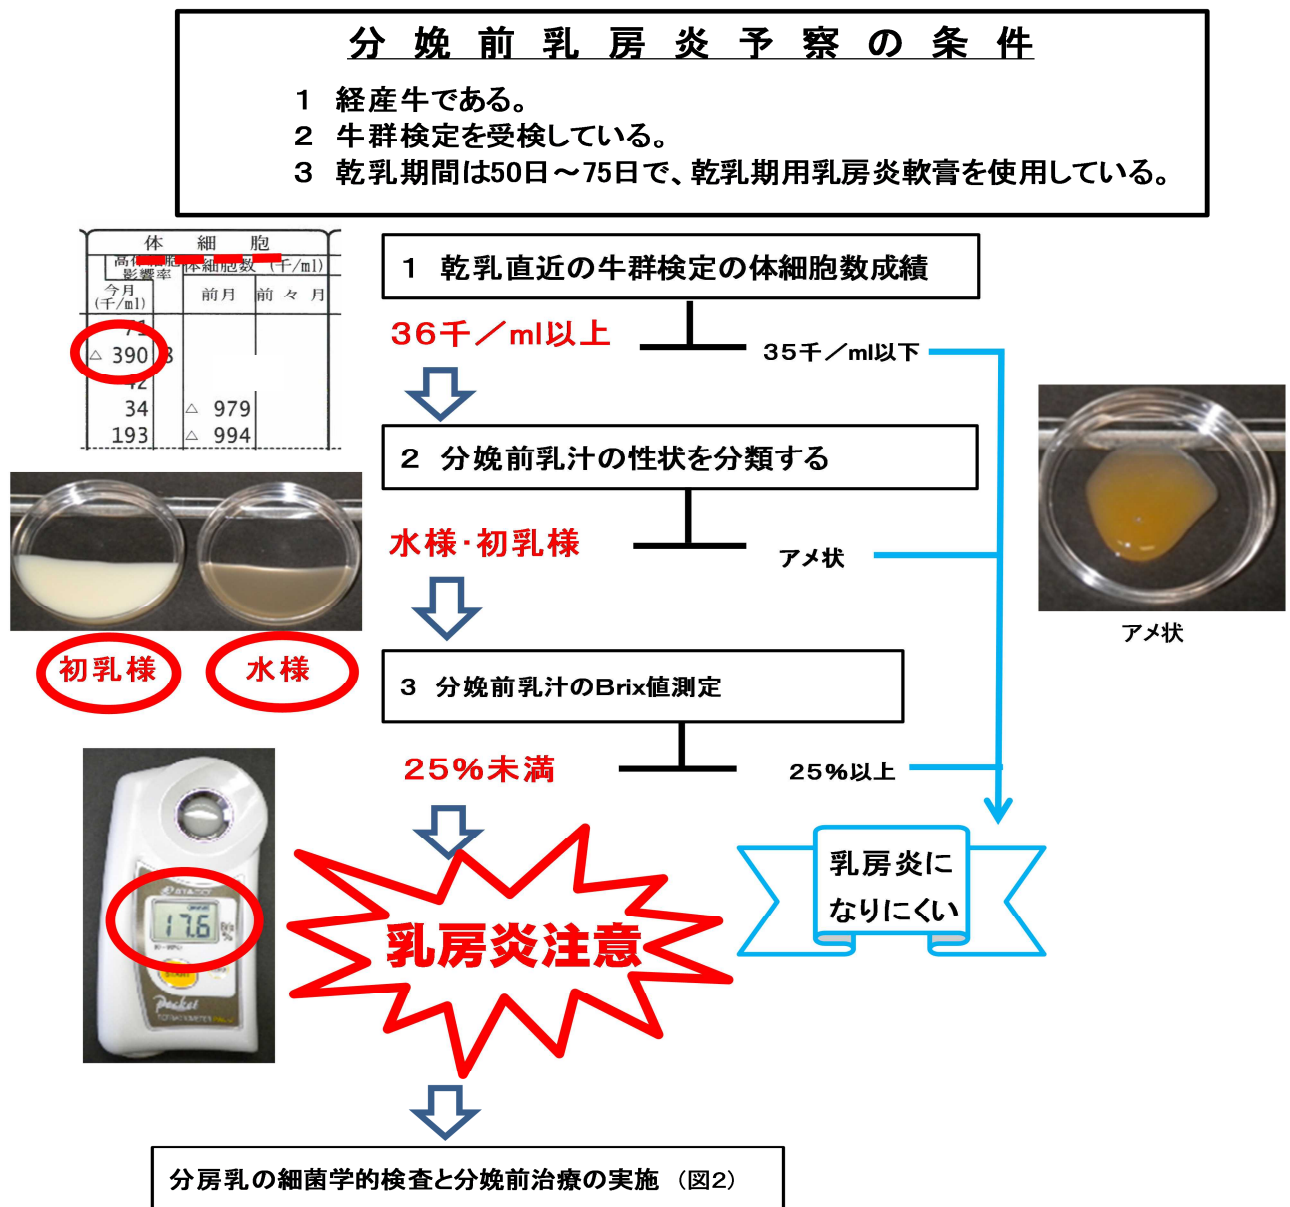 分娩前乳房炎予察の条件
1 経産牛である。
2 牛群検定を受検している。
3 乾乳期間は50日～75日で、乾乳期用乳房炎軟膏を使用している。
体細胞
影響率
体細胞数 (千/ml)
今月
(千/ml)
前月
前々月
71
△ 390
42
34 △ 979
193 △ 994
1 乾乳直近の牛群検定の体細胞数成績
36千／ml以上
35千／ml以下
2 分娩前乳汁の性状を分類する
水様・初乳様
アメ状
アメ状
初乳様
水様
3 分娩前乳汁のBrix値測定
25%未満
25%以上
ATAGO
17.6
Brix
%
START
Pocket
乳房炎注意
乳房炎に
なりにくい
分房乳の細菌学的検査と分娩前治療の実施 (図2)